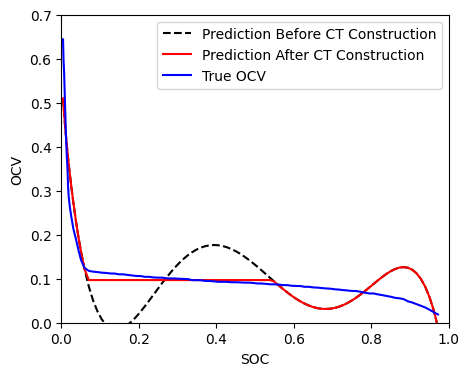 Prediction Before CT Construction
Prediction After CT Construction
True OCV
0.7
0.6
0.5
0.4
0.3
0.2
0.1
0.0
OCV
0.0 0.2 0.4 0.6 0.8 1.0
SOC